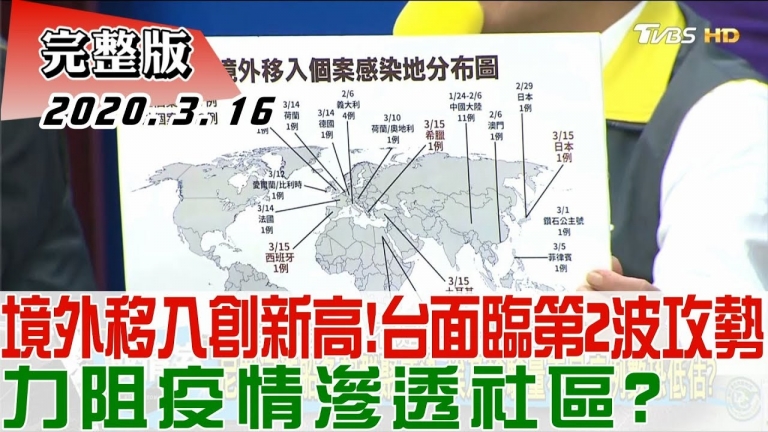 TVBS HD
完整版
2020.3.16
境外移入個案感染地分布圖
3/14
荷蘭
1例
3/14
德國
1例
2/6
義大利
4例
3/10
荷蘭/奧地利
1例
3/15
希臘
1例
1/24-2/6
中國大陸
11例
2/6
澳門
1例
2/29
日本
1例
3/15
日本
1例
3/12
愛爾蘭/比利時
1例
3/14
法國
1例
3/15
西班牙
1例
3/15
土耳其
3/1
鑽石公主號
1例
3/5
菲律賓
1例
境外移入創新高!台面臨第2波攻勢
力阻疫情滲透社區?